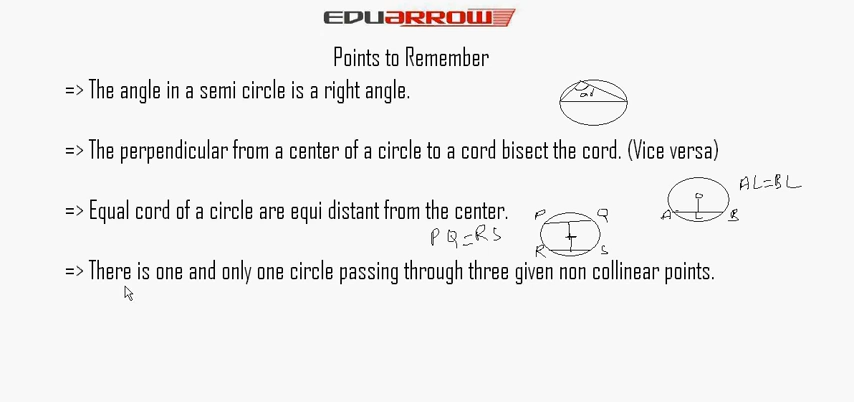 EDUARROW
Points to Remember
=> The angle in a semi circle is a right angle.
=> The perpendicular from a center of a circle to a cord bisect the cord. (Vice versa)
O
AL=BL
A L B
=> Equal cord of a circle are equi distant from the center.
P Q
PQ=RS
R S
=> There is one and only one circle passing through three given non collinear points.